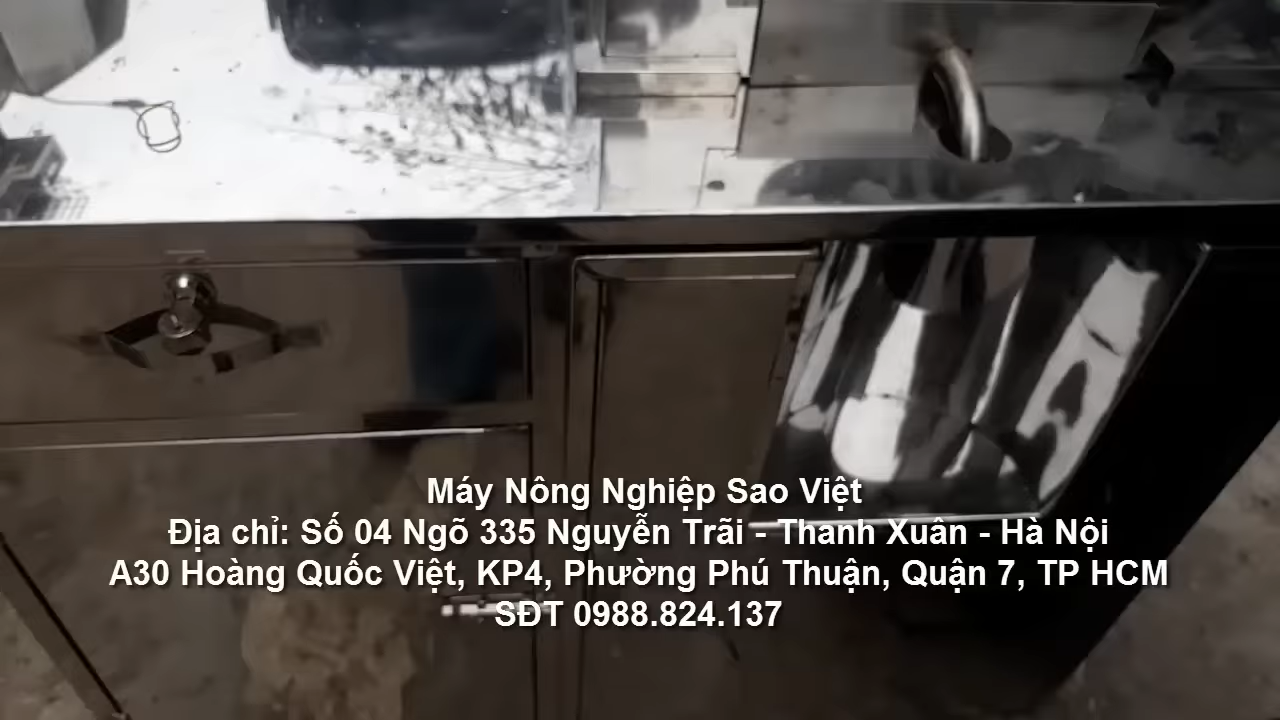 Máy Nông Nghiệp Sao Việt
Địa chỉ: Số 04 Ngõ 335 Nguyễn Trãi - Thanh Xuân - Hà Nội
A30 Hoàng Quốc Việt, KP4, Phường Phú Thuận, Quận 7, TP HCM
SĐT 0988.824.137